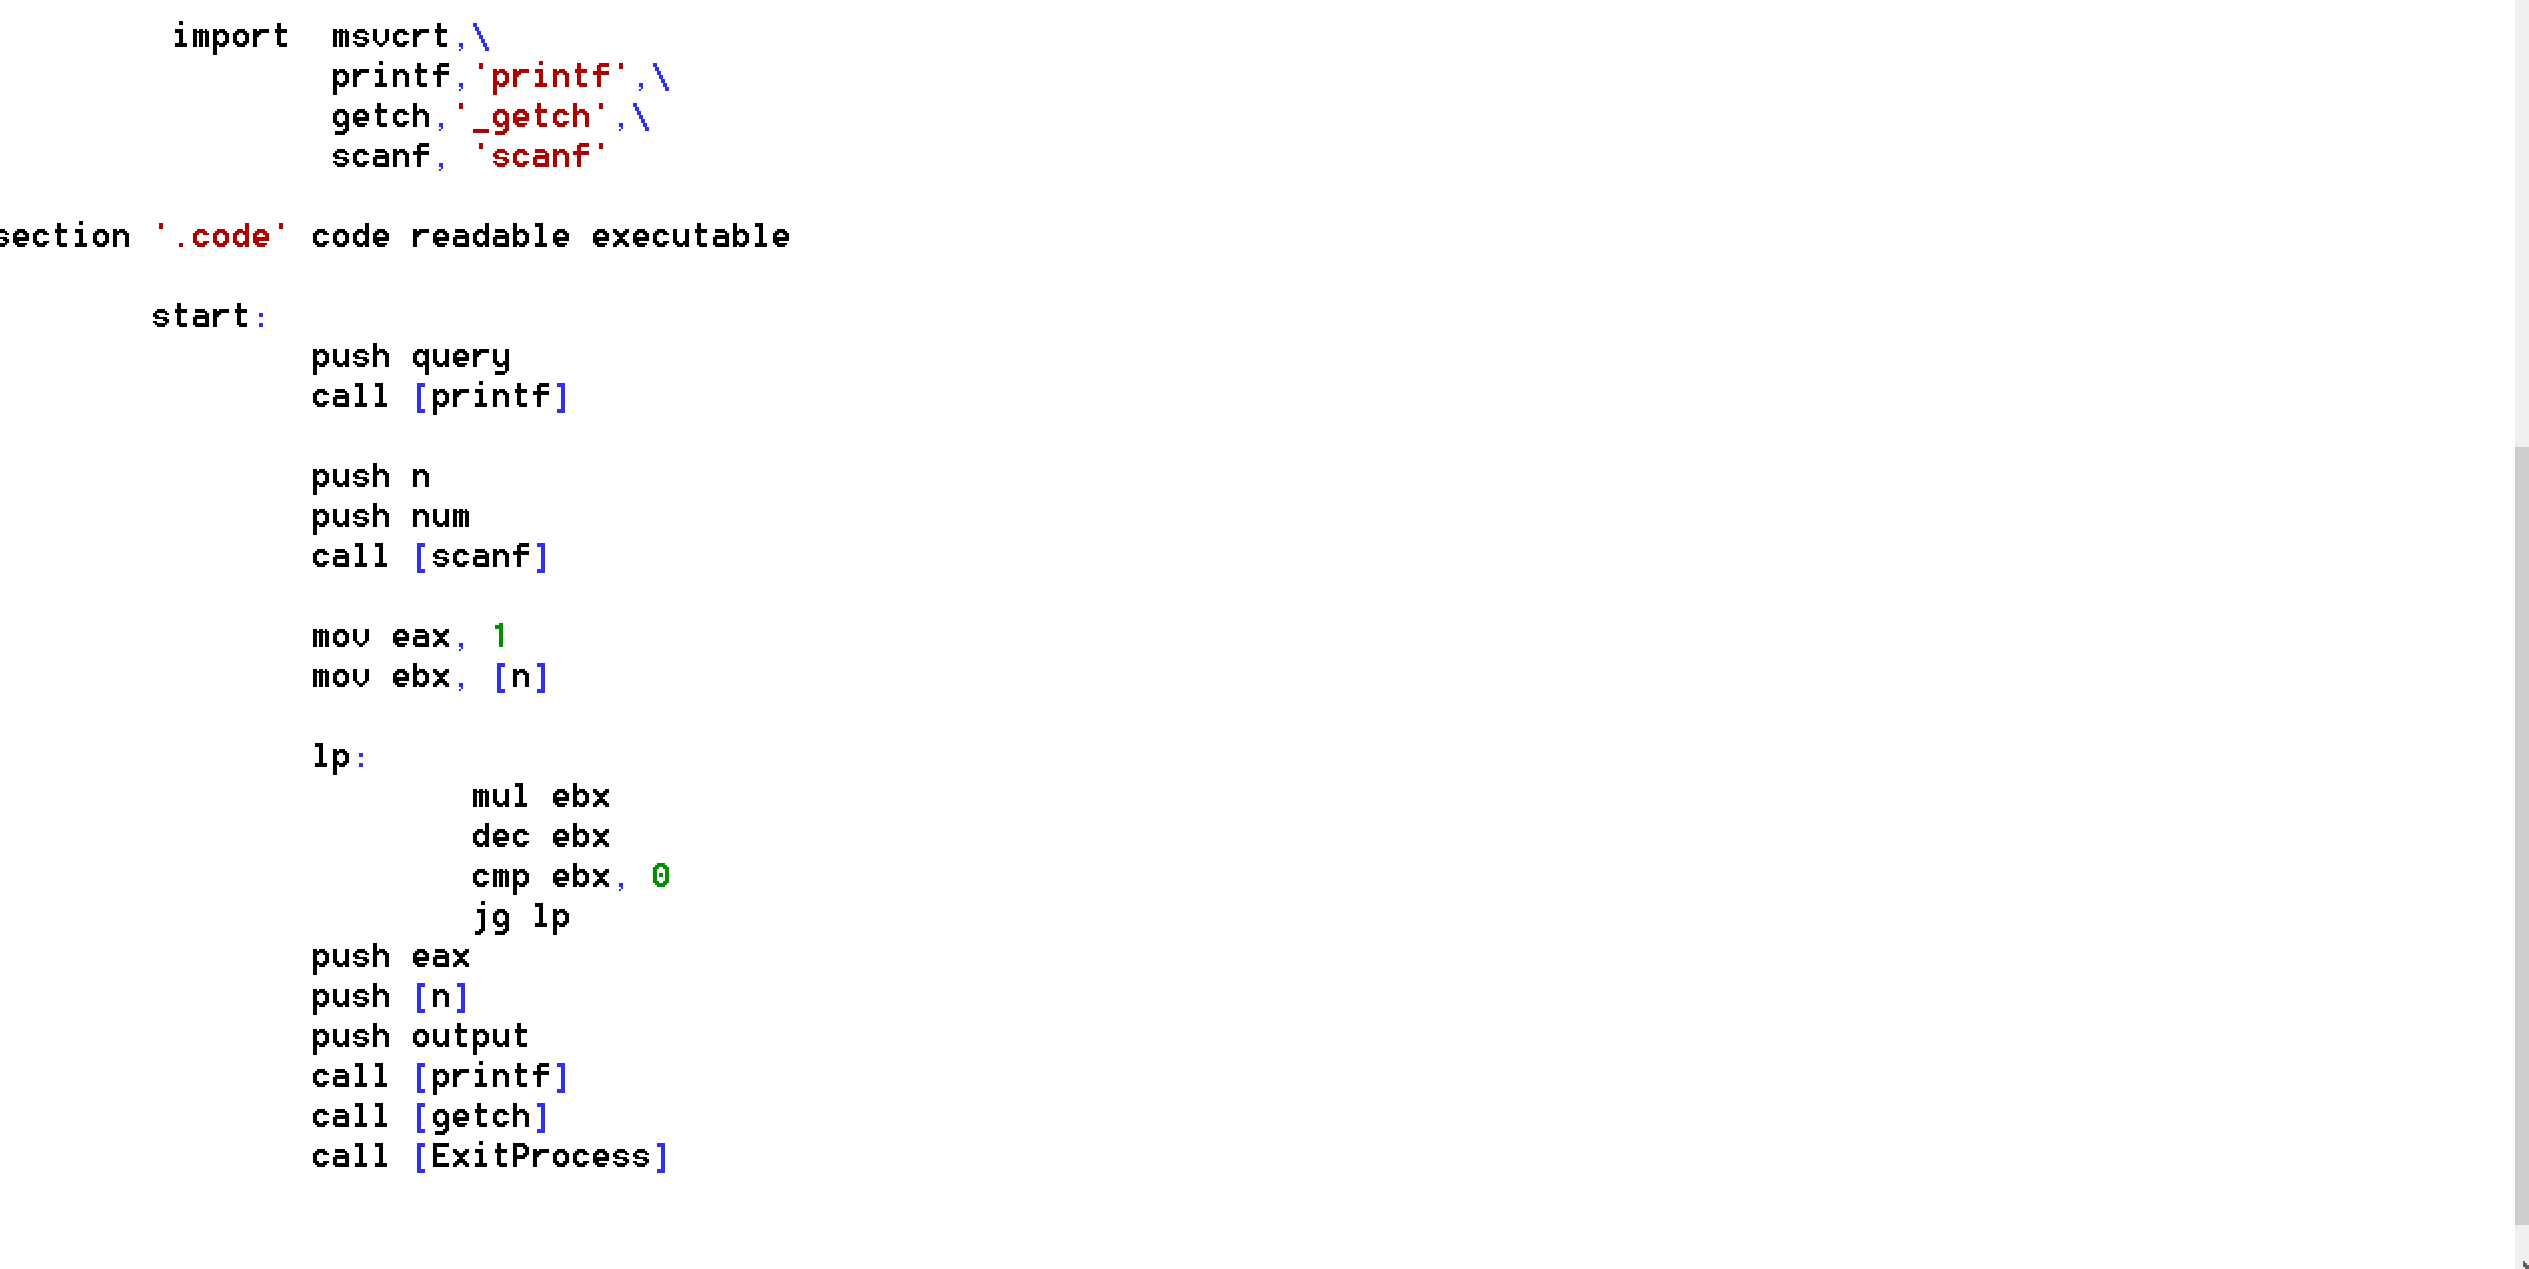 import msvcrt,\
printf,'printf',\
getch,'_getch',\
scanf, 'scanf'
section '.code' code readable executable
start:
push query
call [printf]
push n
push num
call [scanf]
mov eax, 1
mov ebx, [n]
lp:
mul ebx
dec ebx
cmp ebx, 0
jg lp
push eax
push [n]
push output
call [printf]
call [getch]
call [ExitProcess]